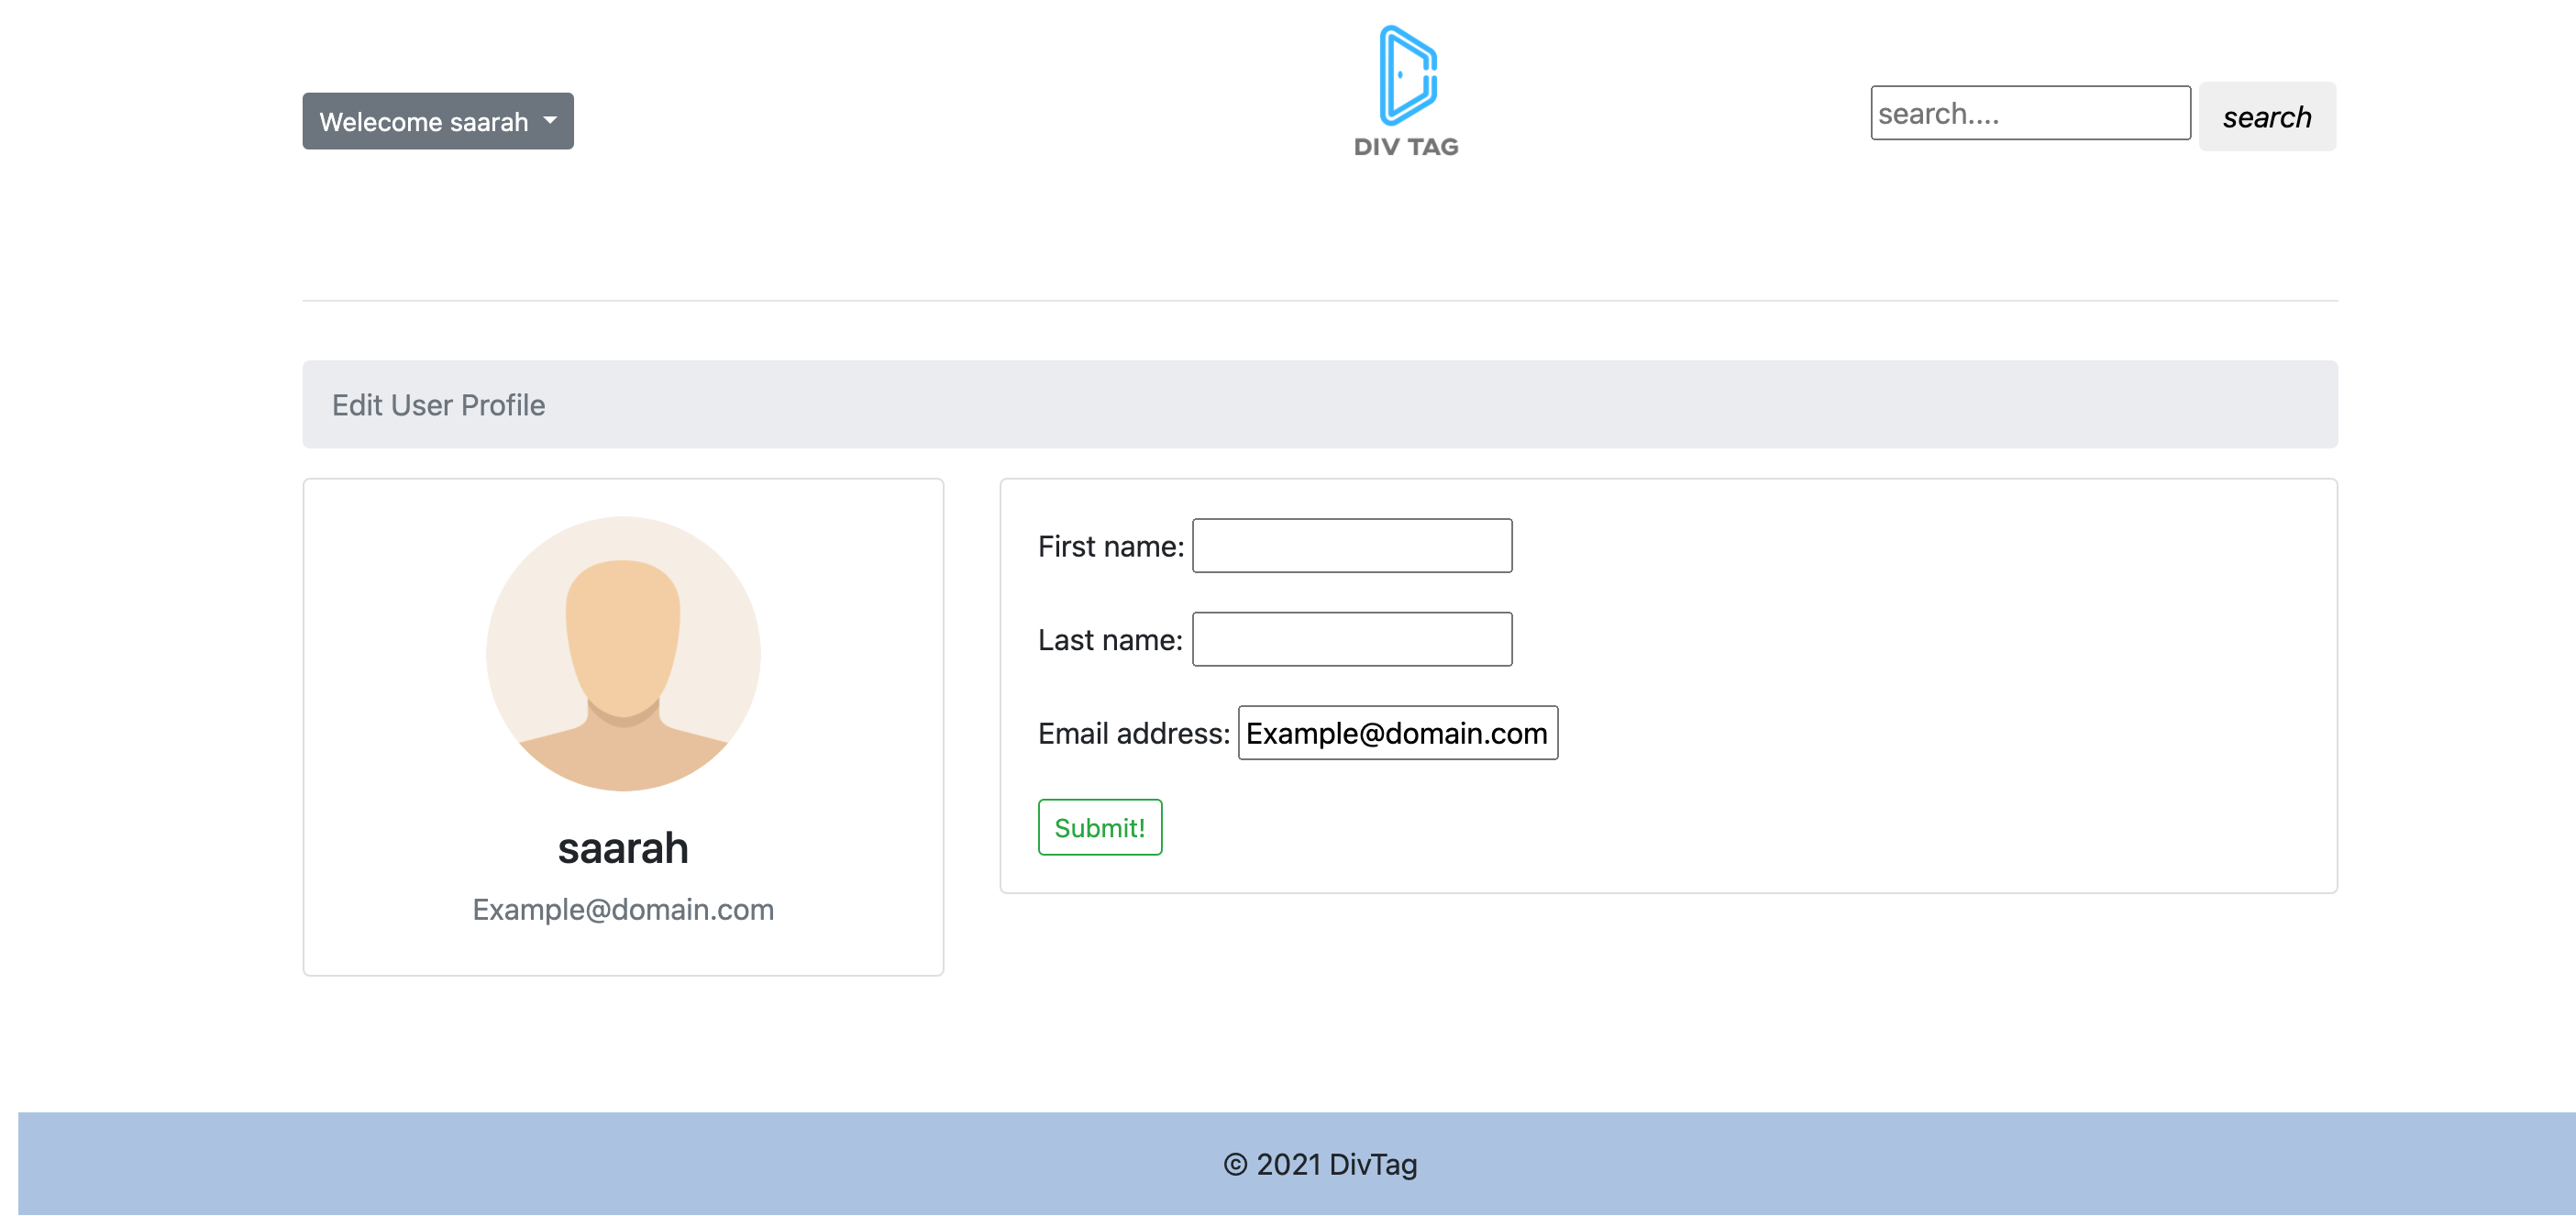 Welecome saarah
DIV TAG
search....
search
Edit User Profile
saarah
Example@domain.com
First name:
Last name:
Email address: Example@domain.com
Submit!
© 2021 DivTag